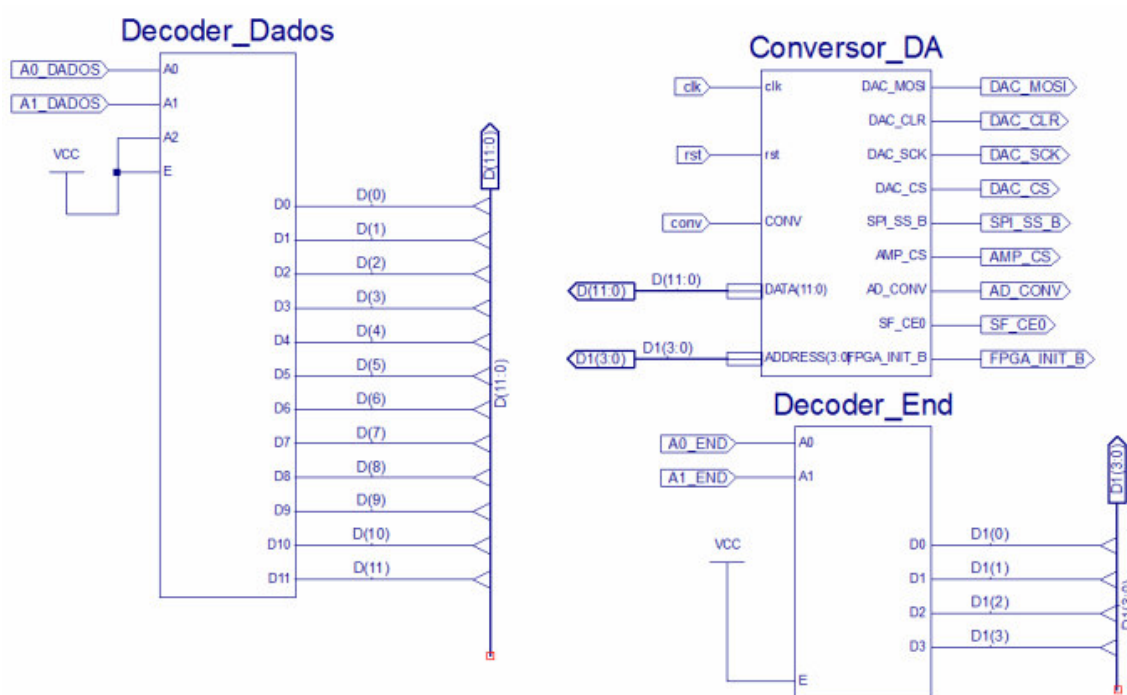 Decoder_Dados
A0_DADOS A0
A1_DADOS A1
A2
VCC
E
D(11:0)
D0 D(0)
D1 D(1)
D2 D(2)
D3 D(3)
D4 D(4)
D5 D(5)
D6 D(6)
D7 D(7)
D8 D(8)
D9 D(9)
D10 D(10)
D11 D(11)
D(11:0)
Conversor_DA
clk clk DAC_MOSI DAC_MOSI
DAC_CLR DAC_CLR
rst rst DAC_SCK DAC_SCK
DAC_CS DAC_CS
conv CONV SPI_SS_B SPI_SS_B
AMP_CS AMP_CS
D(11:0) D(11:0) DATA(11:0) AD_CONV AD_CONV
SF_CE0 SF_CE0
D1(3:0) D1(3:0) ADDRESS(3:0) FPGA_INIT_B FPGA_INIT_B
Decoder_End
A0_END A0
A1_END A1
D1(3:0)
VCC
D0 D1(0)
D1 D1(1)
D2 D1(2)
D3 D1(3)
D1(3:0)
E